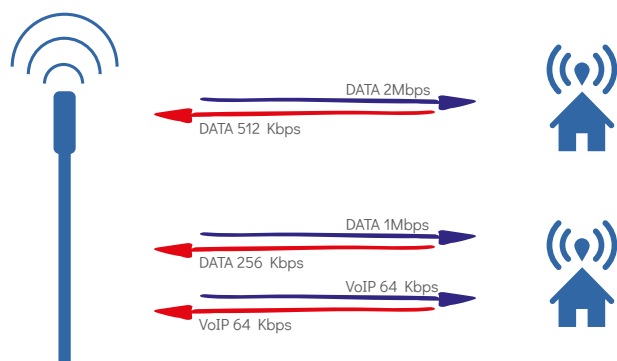 DATA 2Mbps
DATA 512 Kbps
DATA 1Mbps
DATA 256 Kbps
VoIP 64 Kbps
VoIP 64 Kbps